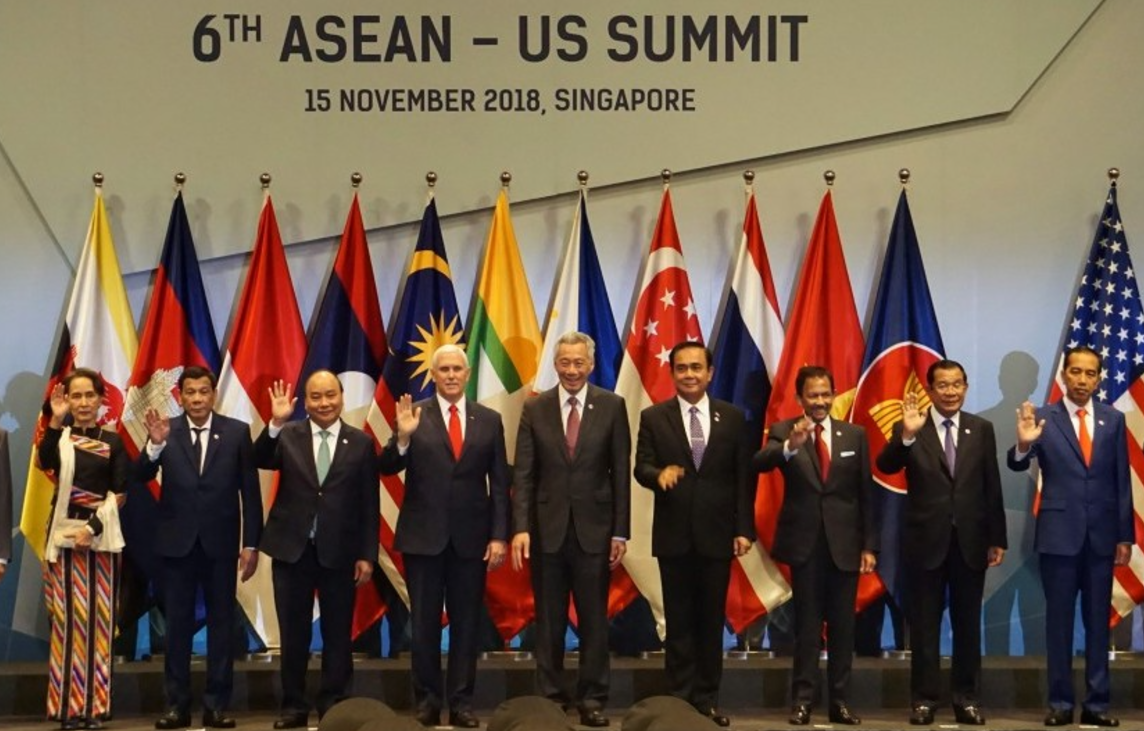 6TH ASEAN – US SUMMIT
15 NOVEMBER 2018, SINGAPORE